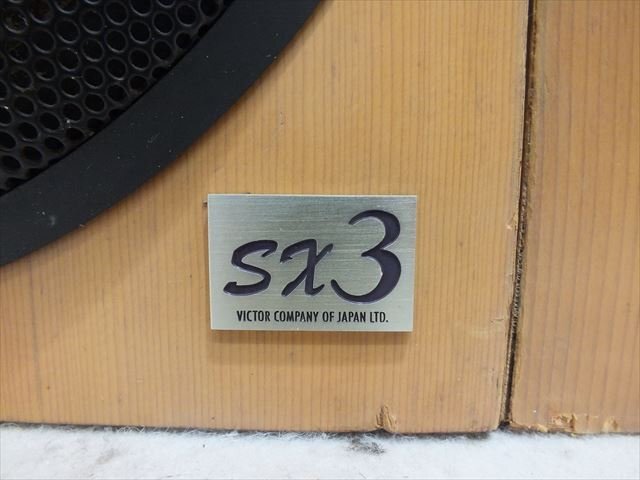 SX3
VICTOR COMPANY OF JAPAN LTD.